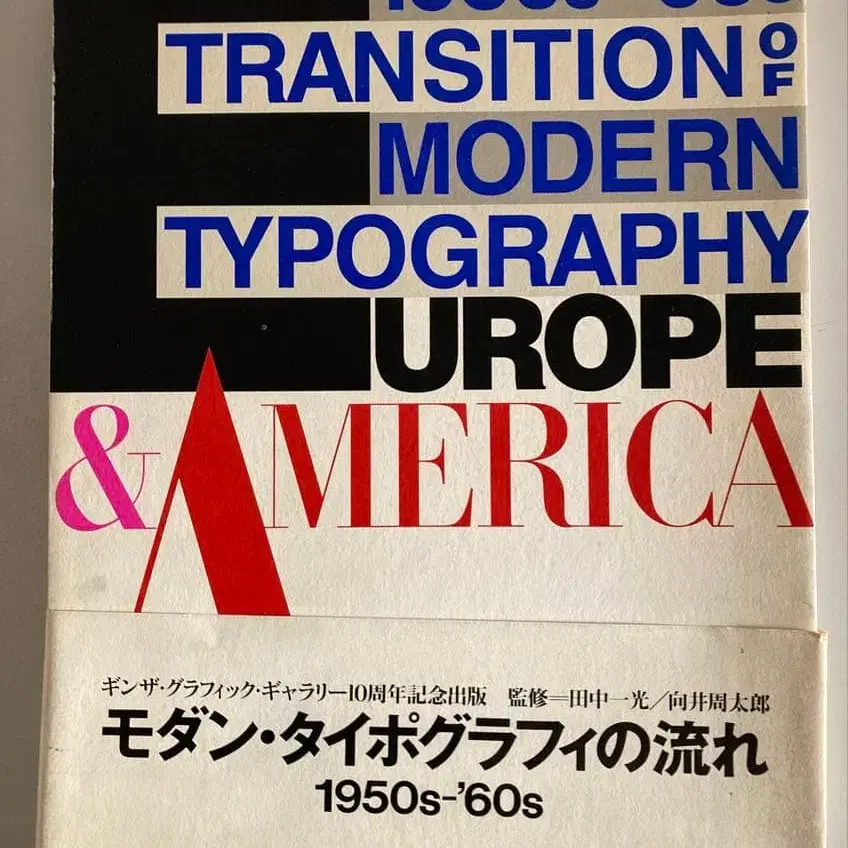 TRANSITION OF
MODERN
TYPOGRAPHY
EUROPE
&AMERICA
ギンザ・グラフィック・ギャラリー10周年記念出版 監修=田中一光/向井周太郎
モダン・タイポグラフィの流れ
1950s-'60s